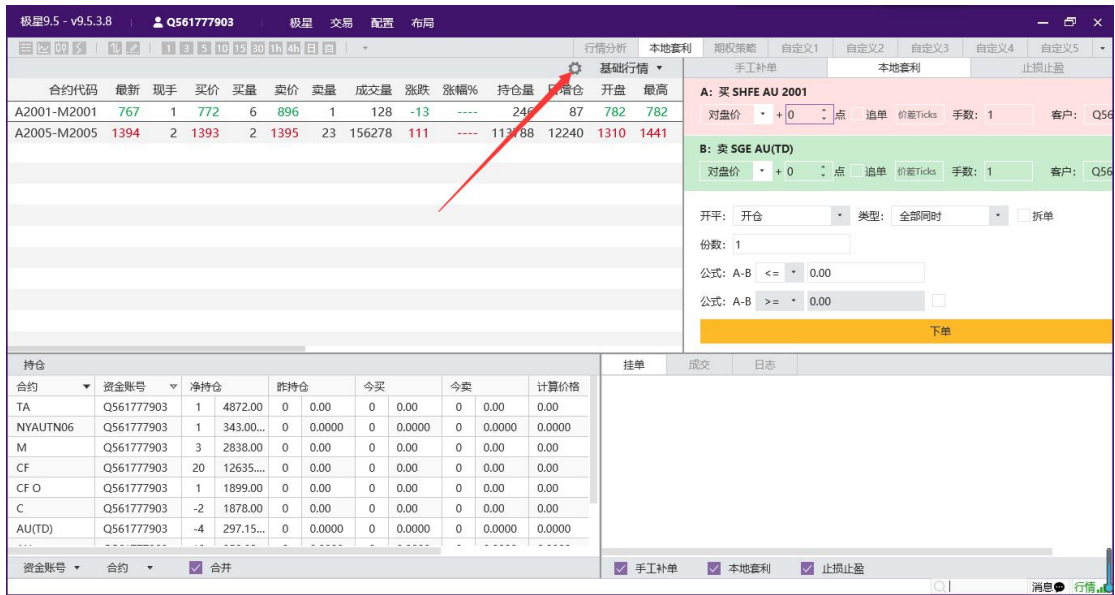 极星9.5 - v9.5.3.8 Q561777903 极星 交易 配置 布局
1 3 5 10 15 30 1h 4h 日 自
行情分析 本地套利 期权策略 自定义1 自定义2 自定义3 自定义4 自定义5
基础行情
合约代码 最新 现手 买价 买量 卖价 卖量 成交量 涨跌 涨幅% 持仓量 日增仓 开盘 最高
A2001-M2001 767 1 772 6 896 1 128 -13 ---- 246 87 782 782
A2005-M2005 1394 2 1393 2 1395 23 156278 111 ---- 113788 12240 1310 1441
手工补单 本地套利 止损止盈
A: 买 SHFE AU 2001
对盘价 + 0 点 追单 价差Ticks 手数: 1 客户: Q56
B: 卖 SGE AU(TD)
对盘价 + 0 点 追单 价差Ticks 手数: 1 客户: Q56
开平: 开仓 类型: 全部同时 拆单
份数: 1
公式: A-B <= 0.00
公式: A-B >= 0.00
下单
持仓
合约 资金账号 净持仓 昨持仓 今买 今卖 计算价格
TA Q561777903 1 4872.00 0 0.00 0 0.00 0 0.00 0.00
NYAUTN06 Q561777903 1 343.00... 0 0.0000 0 0.0000 0 0.0000 0.0000
M Q561777903 3 2838.00 0 0.00 0 0.00 0 0.00 0.00
CF Q561777903 20 12635.... 0 0.00 0 0.00 0 0.00 0.00
CF O Q561777903 1 1899.00 0 0.00 0 0.00 0 0.00 0.00
C Q561777903 -2 1878.00 0 0.00 0 0.00 0 0.00 0.00
AU(TD) Q561777903 -4 297.15... 0 0.0000 0 0.0000 0 0.0000 0.0000
资金账号 合约 合并
挂单 成交 日志
手工补单 本地套利 止损止盈
消息 行情